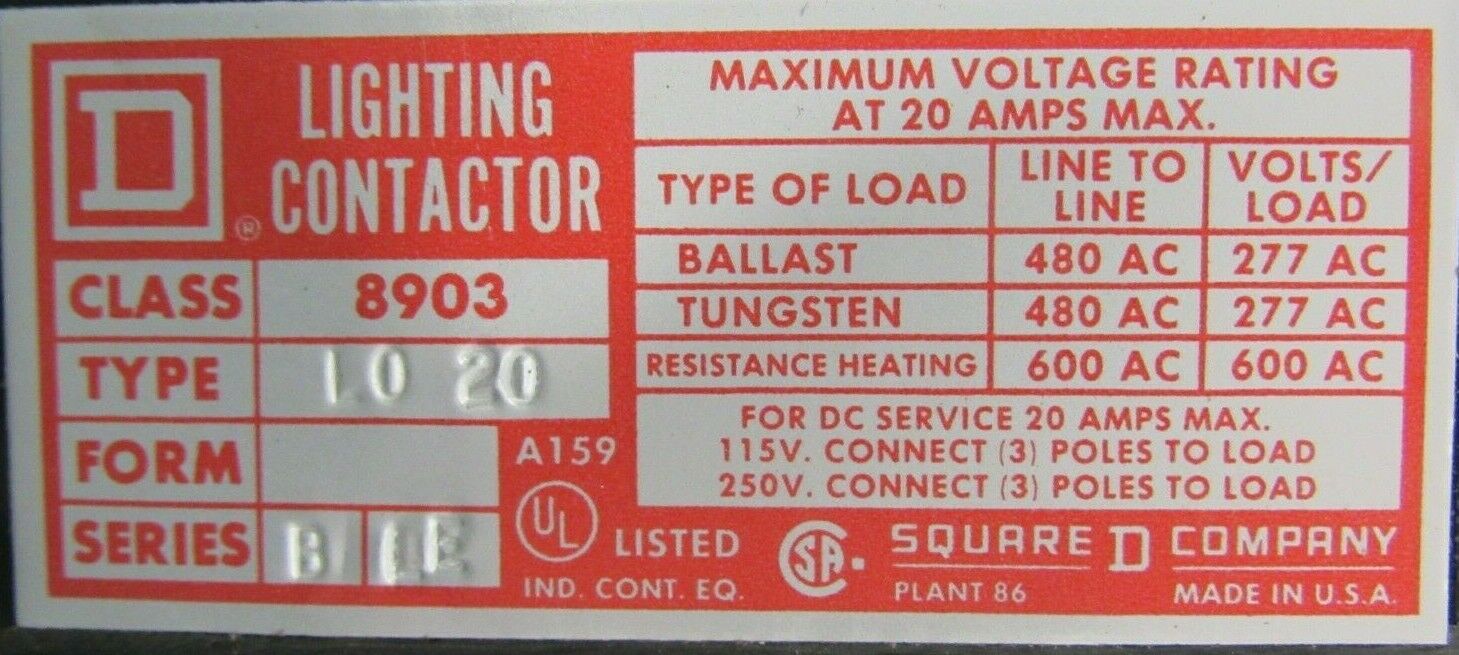 D ®
LIGHTING
CONTACTOR
CLASS 8903
TYPE LO 20
FORM
SERIES B
A159
UL LISTED
IND. CONT. EQ.
MAXIMUM VOLTAGE RATING
AT 20 AMPS MAX.
TYPE OF LOAD LINE TO LINE VOLTS/ LOAD
BALLAST 480 AC 277 AC
TUNGSTEN 480 AC 277 AC
RESISTANCE HEATING 600 AC 600 AC
FOR DC SERVICE 20 AMPS MAX.
115V. CONNECT (3) POLES TO LOAD
250V. CONNECT (3) POLES TO LOAD
SA SQUARE D COMPANY
PLANT 86 MADE IN U.S.A.